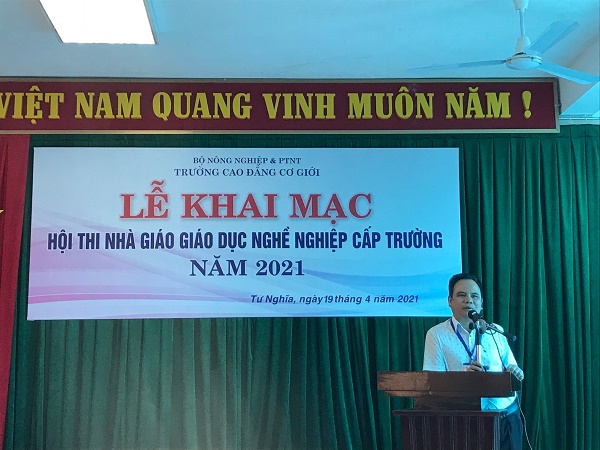 VIỆT NAM QUANG VINH MUÔN NĂM !
BỘ NÔNG NGHIỆP & PTNT
TRƯỜNG CAO ĐẲNG CƠ GIỚI
LỄ KHAI MẠC
HỘI THI NHÀ GIÁO GIÁO DỤC NGHỀ NGHIỆP CẤP TRƯỜNG
NĂM 2021
Tư Nghĩa, ngày 19 tháng 4 năm 2021